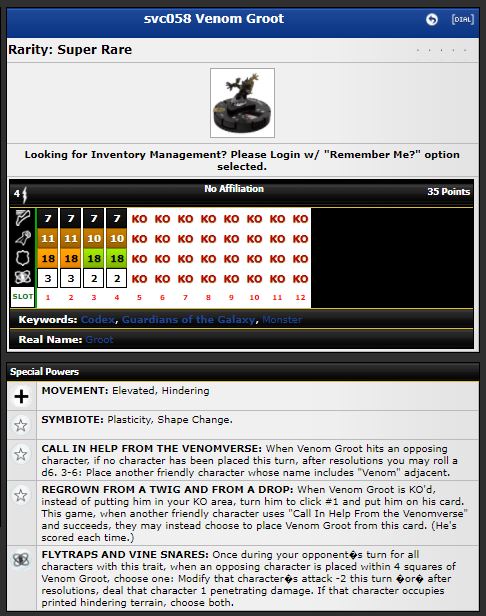 svc058 Venom Groot
[DIAL]
Rarity: Super Rare
Looking for Inventory Management? Please Login w/ "Remember Me?" option
selected.
4
No Affiliation
35 Points
7 7 7 7 KO KO KO KO KO KO KO KO
11 11 10 10 KO KO KO KO KO KO KO KO
18 18 18 18 KO KO KO KO KO KO KO KO
3 3 2 2 KO KO KO KO KO KO KO KO
SLOT 1 2 3 4 5 6 7 8 9 10 11 12
Keywords: Codex, Guardians of the Galaxy, Monster
Real Name: Groot
Special Powers
MOVEMENT: Elevated, Hindering
SYMBIOTE: Plasticity, Shape Change.
CALL IN HELP FROM THE VENOMVERSE: When Venom Groot hits an opposing
character, if no character has been placed this turn, after resolutions you may roll a
d6. 3-6: Place another friendly character whose name includes "Venom" adjacent.
REGROWN FROM A TWIG AND FROM A DROP: When Venom Groot is KO'd,
instead of putting him in your KO area, turn him to click #1 and put him on his card.
This game, when another friendly character uses "Call In Help From the Venomverse"
and succeeds, they may instead choose to place Venom Groot from this card. (He's
scored each time.)
FLYTRAPS AND VINE SNARES: Once during your opponent�s turn for all
characters with this trait, when an opposing character is placed within 4 squares of
Venom Groot, choose one: Modify that character�s attack -2 this turn �or� after
resolutions, deal that character 1 penetrating damage. If that character occupies
printed hindering terrain, choose both.